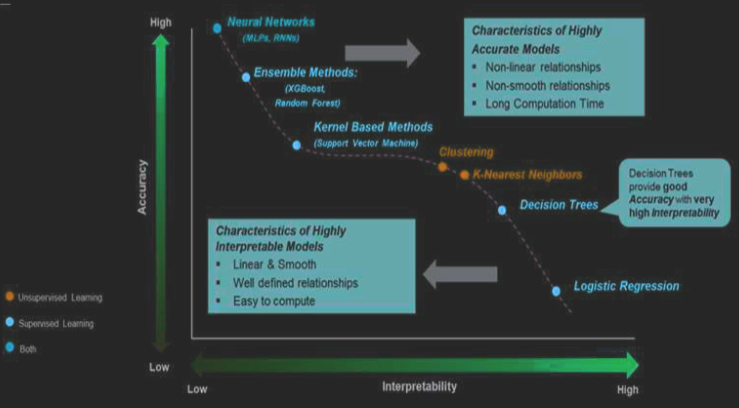 High
Neural Networks
(MLPs, RNNs)
Ensemble Methods:
(XGBoost,
Random Forest)
Kernel Based Methods
(Support Vector Machine)
Characteristics of Highly
Accurate Models
Non-linear relationships
Non-smooth relationships
Long Computation Time
Clustering
K-Nearest Neighbors
Decision Trees
Decision Trees
provide good
Accuracy with very
high Interpretability
Accuracy
Characteristics of Highly
Interpretable Models
Linear & Smooth
Well defined relationships
Easy to compute
Logistic Regression
Unsupervised Learning
Supervised Learning
Both
Low
Low
Interpretability
High